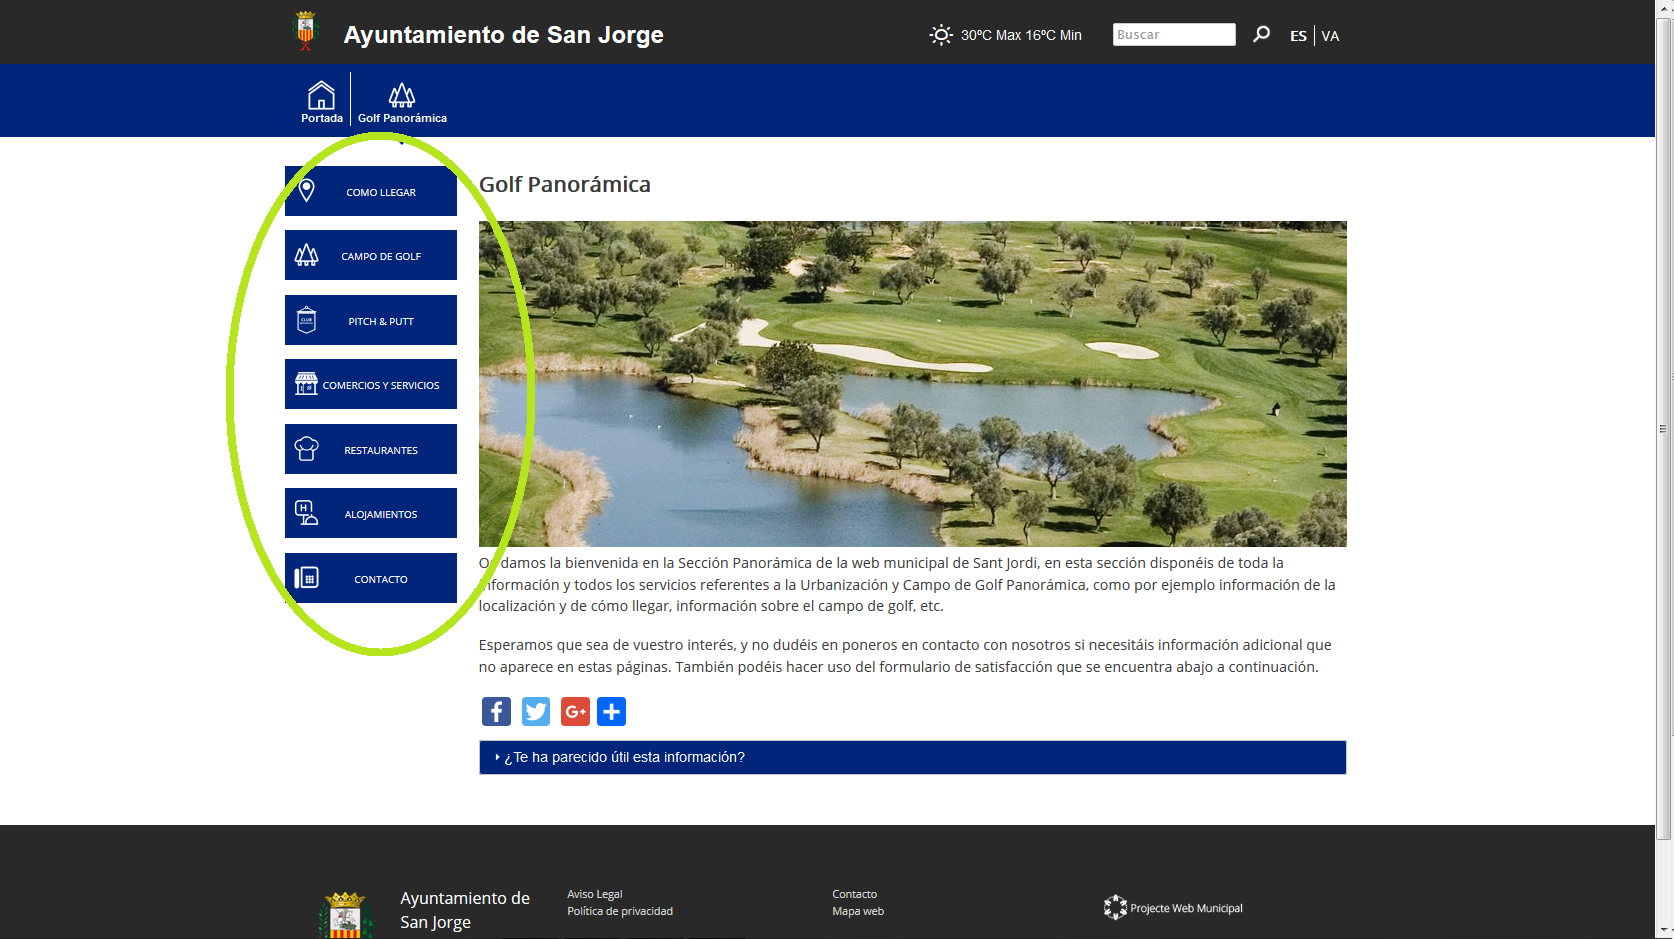 Ayuntamiento de San Jorge
30ºC Max 16ºC Min
Buscar
ES VA
Portada
Golf Panorámica
COMO LLEGAR
CAMPO DE GOLF
PITCH & PUTT
COMERCIOS Y SERVICIOS
RESTAURANTES
H
ALOJAMIENTOS
CONTACTO
Golf Panorámica
damos la bienvenida en la Sección Panorámica de la web municipal de Sant Jordi, en esta sección disponéis de toda la
información y todos los servicios referentes a la Urbanización y Campo de Golf Panorámica, como por ejemplo información de la
localización y de cómo llegar, información sobre el campo de golf, etc.
Esperamos que sea de vuestro interés, y no dudéis en poneros en contacto con nosotros si necesitáis información adicional que
no aparece en estas páginas. También podéis hacer uso del formulario de satisfacción que se encuentra abajo a continuación.
¿Te ha parecido útil esta información?
Ayuntamiento de
San Jorge
Aviso Legal
Política de privacidad
Contacto
Mapa web
Projecte Web Municipal